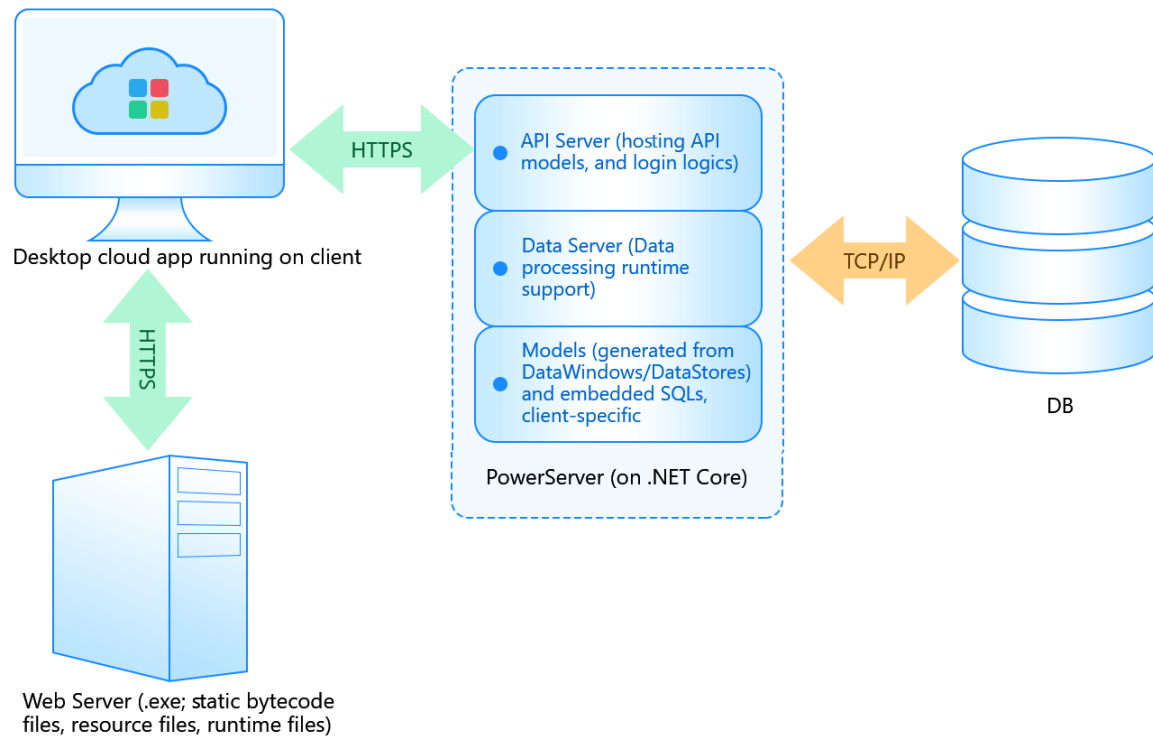 HTTPS
API Server (hosting API
models, and login logics)
Data Server (Data
processing runtime
support)
Models (generated from
DataWindows/DataStores)
and embedded SQLs,
client-specific
PowerServer (on .NET Core)
TCP/IP
DB
Desktop cloud app running on client
HTTPS
Web Server (.exe; static bytecode
files, resource files, runtime files)